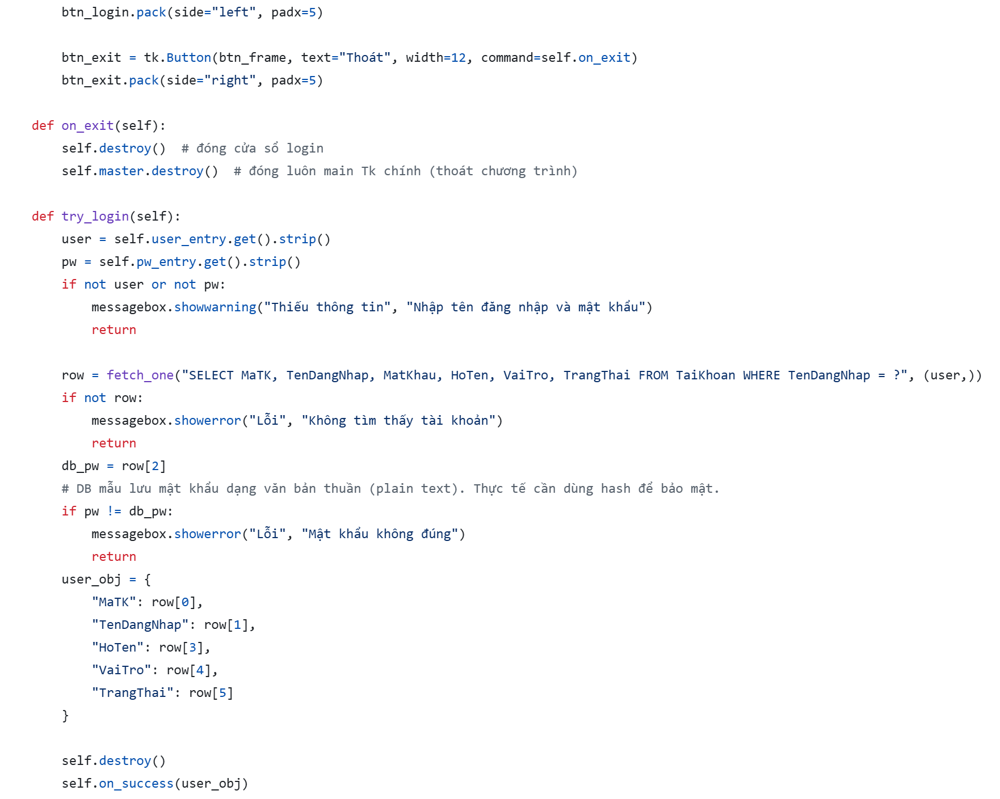 btn_login.pack(side="left", padx=5)
btn_exit = tk.Button(btn_frame, text="Thoát", width=12, command=self.on_exit)
btn_exit.pack(side="right", padx=5)
def on_exit(self):
self.destroy()  # đóng cửa sổ login
self.master.destroy()  # đóng luôn main Tk chính (thoát chương trình)
def try_login(self):
user = self.user_entry.get().strip()
pw = self.pw_entry.get().strip()
if not user or not pw:
messagebox.showwarning("Thiếu thông tin", "Nhập tên đăng nhập và mật khẩu")
return
row = fetch_one("SELECT MaTK, TenDangNhap, MatKhau, HoTen, VaiTro, TrangThai FROM TaiKhoan WHERE TenDangNhap = ?", (user,))
if not row:
messagebox.showerror("Lỗi", "Không tìm thấy tài khoản")
return
db_pw = row[2]
# DB mẫu lưu mật khẩu dạng văn bản thuần (plain text). Thực tế cần dùng hash để bảo mật.
if pw != db_pw:
messagebox.showerror("Lỗi", "Mật khẩu không đúng")
return
user_obj = {
"MaTK": row[0],
"TenDangNhap": row[1],
"HoTen": row[3],
"VaiTro": row[4],
"TrangThai": row[5]
}
self.destroy()
self.on_success(user_obj)